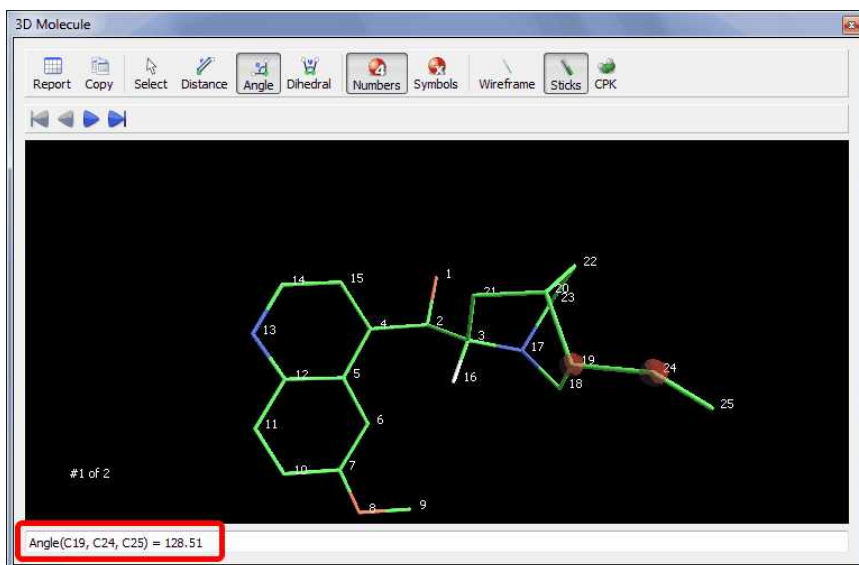 3D Molecule
Report Copy Select Distance Angle Dihedral Numbers Symbols Wireframe Sticks CPK
22
14 15 1
21 20
23
13 4 2
3
17
12 5 16 19 24
18
25
11 6
#1 of 2 10 7
8 9
Angle(C19, C24, C25) = 128.51